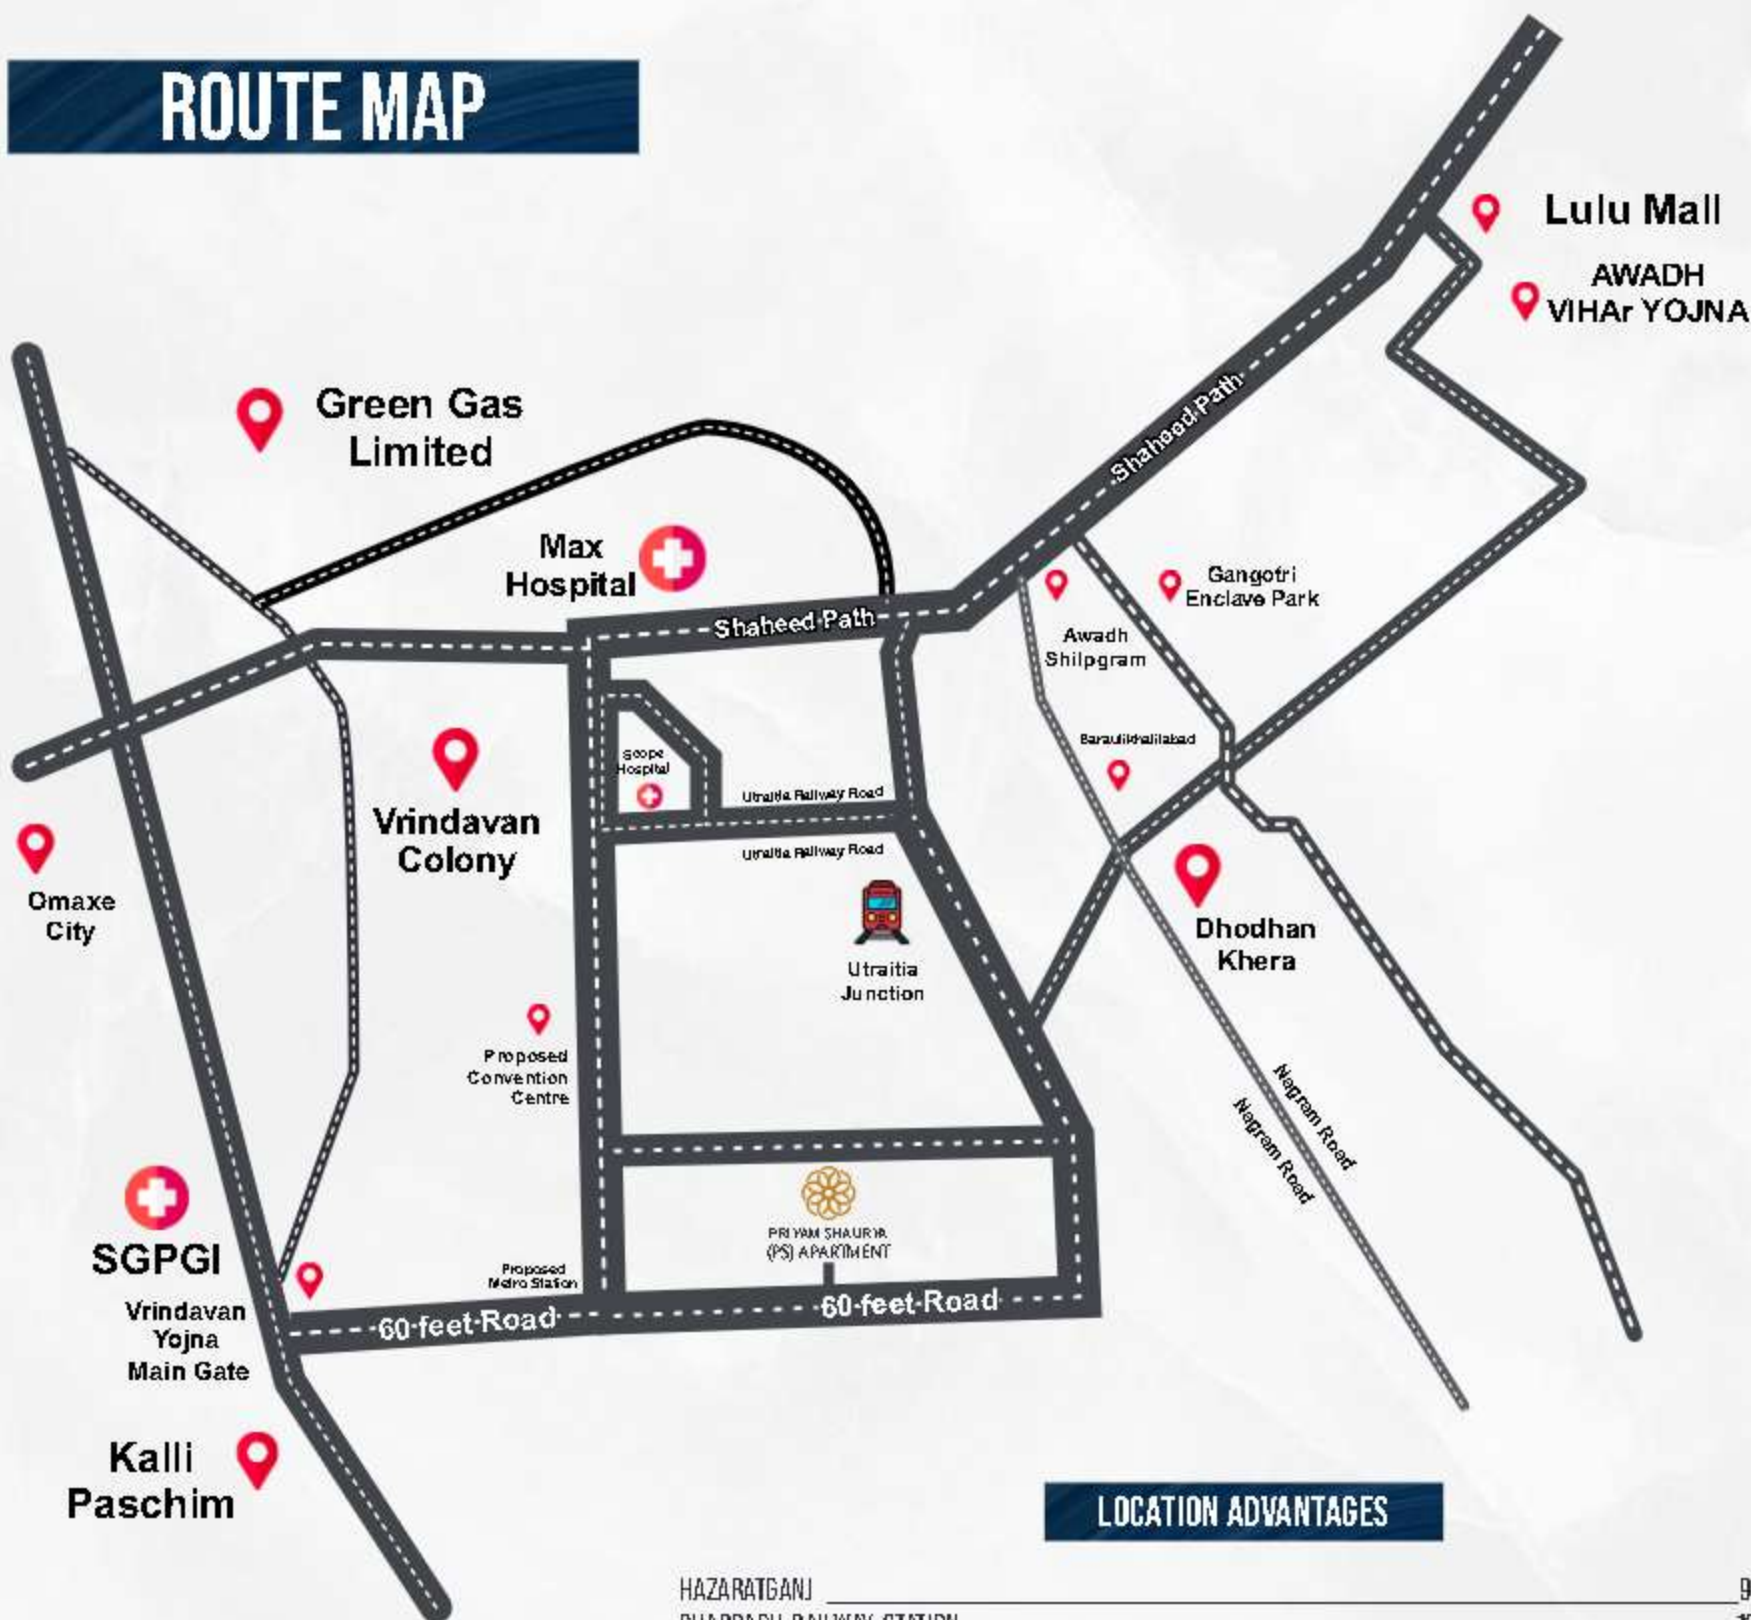 ROUTE MAP
Lulu Mall
AWADH
VIHAr YOJNA
Shaheed Path
Green Gas
Limited
Max
Hospital
Shaheed Path
Gangotri
Enclave Park
Awadh
Shilpgram
Baraulikhalilabad
Scope
Hospital
Utraitia Railway Road
Utraitia Railway Road
Vrindavan
Colony
Omaxe
City
Dhodhan
Khera
Utraitia
Junction
Proposed
Convention
Centre
Nagram Road
Nagram Road
SGPGI
PRIYAM SHAURYA
(PS) APARTMENT
Proposed
Metro Station
60-feet-Road
60-feet-Road
Vrindavan
Yojna
Main Gate
Kalli
Paschim
LOCATION ADVANTAGES
HAZARATGANJ